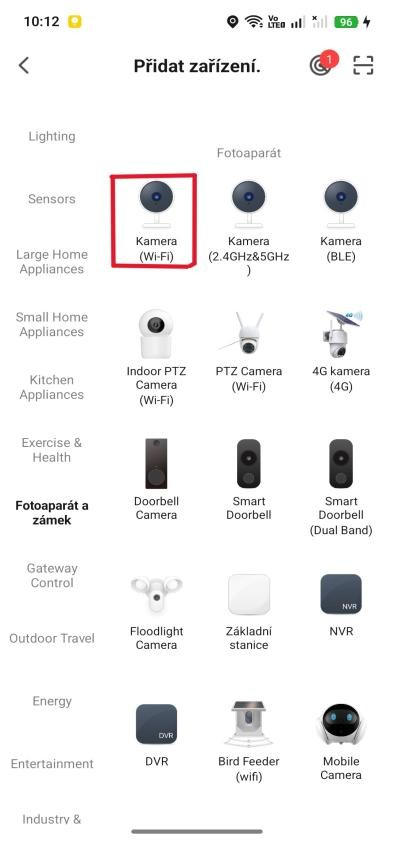 10:12
Vo
LTE
96
Přidat zařízení.
1
Lighting
Sensors
Large Home
Appliances
Small Home
Appliances
Kitchen
Appliances
Exercise &
Health
Fotoaparát a
zámek
Gateway
Control
Outdoor Travel
Energy
Entertainment
Industry &
Fotoaparát
Kamera
(Wi-Fi)
Kamera
(2.4GHz&5GHz
)
Kamera
(BLE)
Indoor PTZ
Camera
(Wi-Fi)
PTZ Camera
(Wi-Fi)
4G
4G kamera
(4G)
Doorbell
Camera
Smart
Doorbell
Smart
Doorbell
(Dual Band)
Floodlight
Camera
Základní
stanice
NVR
NVR
DVR
DVR
Bird Feeder
(wifi)
Mobile
Camera